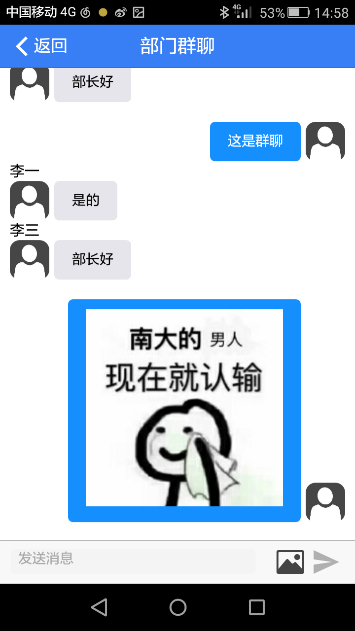 中国移动 4G 4G 53% 14:58
返回 部门群聊
部长好
这是群聊
李一
是的
李三
部长好
南大的 男人
现在就认输
发送消息